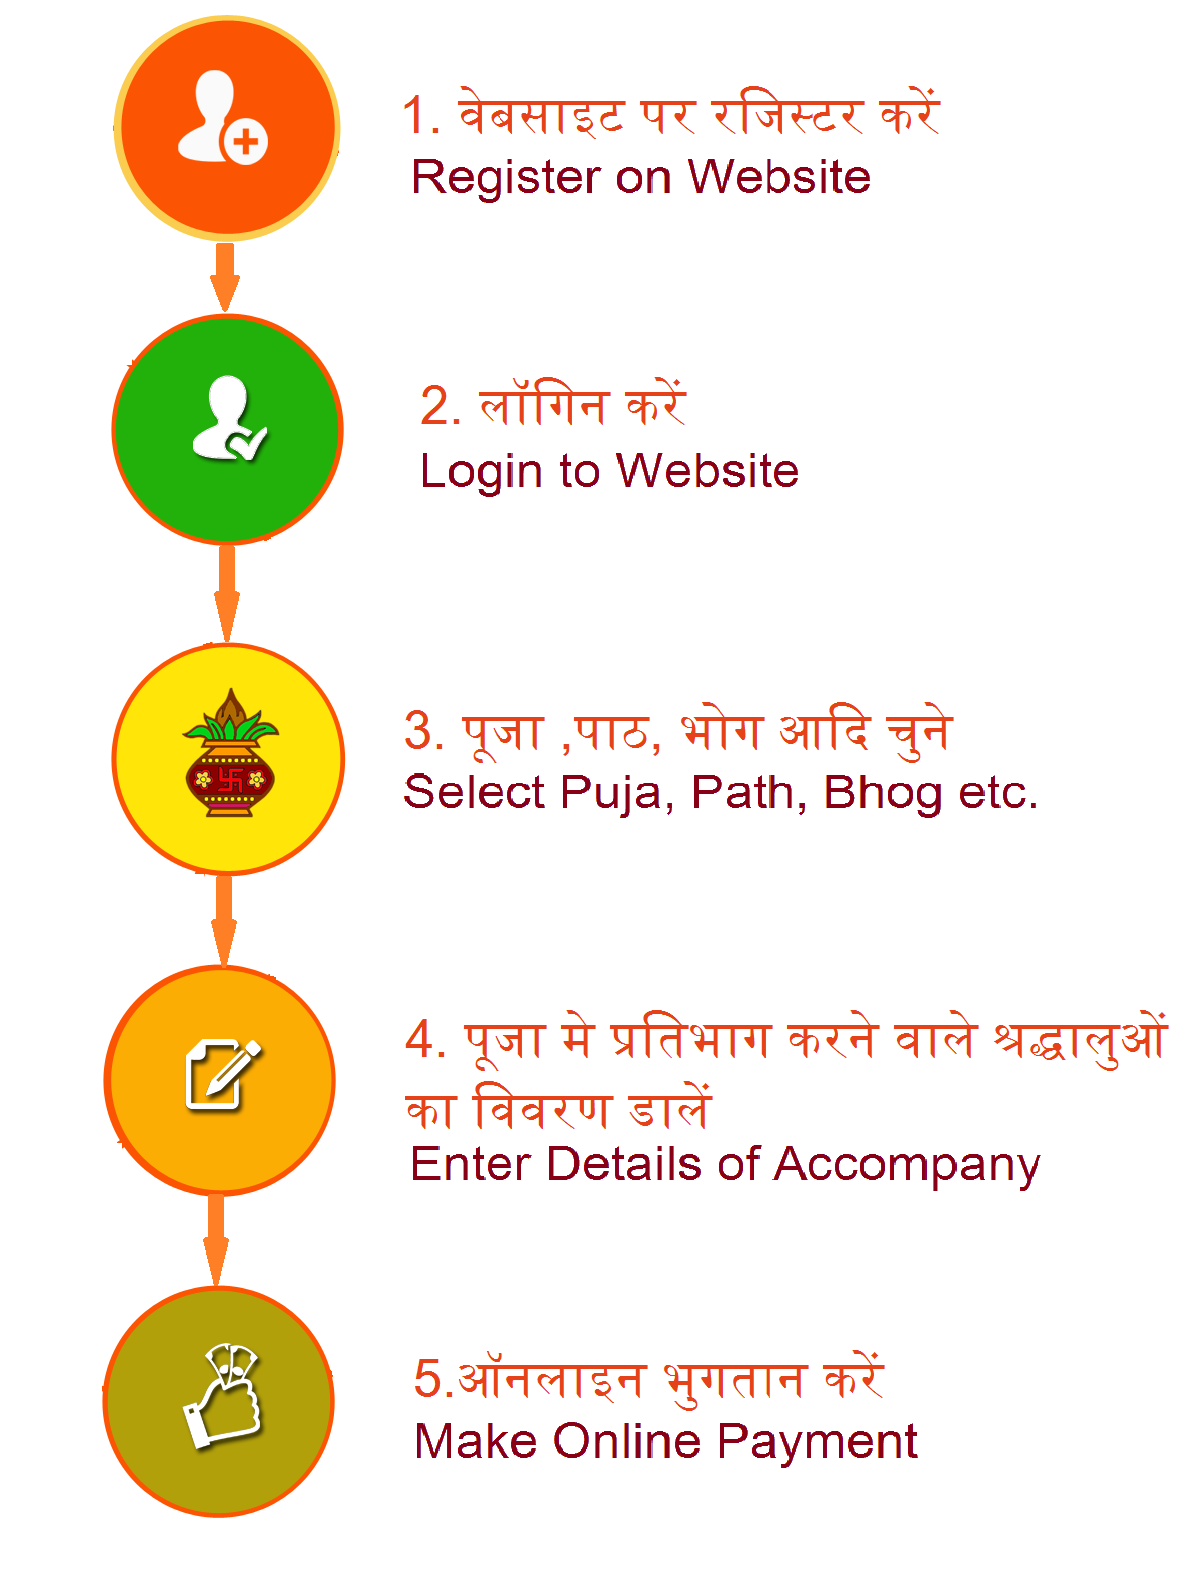 1. वेबसाइट पर रजिस्टर करें
Register on Website
2. लॉगिन करें
Login to Website
3. पूजा ,पाठ, भोग आदि चुने
Select Puja, Path, Bhog etc.
4. पूजा मे प्रतिभाग करने वाले श्रद्धालुओं
का विवरण डालें
Enter Details of Accompany
5.ऑनलाइन भुगतान करें
Make Online Payment